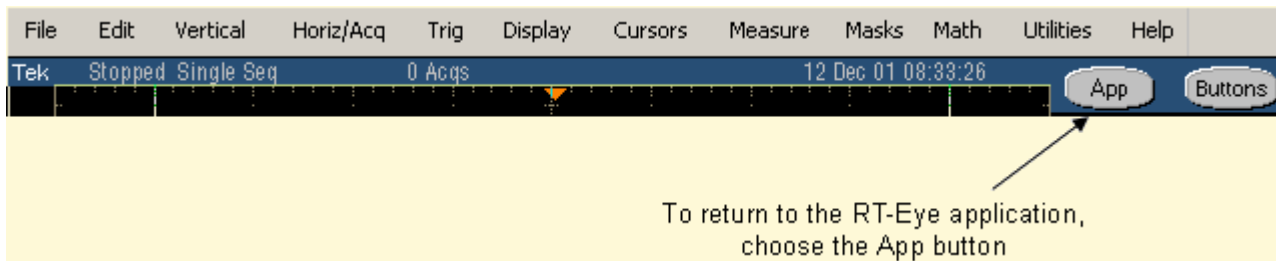 File Edit Vertical Horiz/Acq Trig Display Cursors Measure Masks Math Utilities Help
Tek Stopped Single Seq 0 Acqs 12 Dec 01 08:33:26 App Buttons
To return to the RT-Eye application,
choose the App button